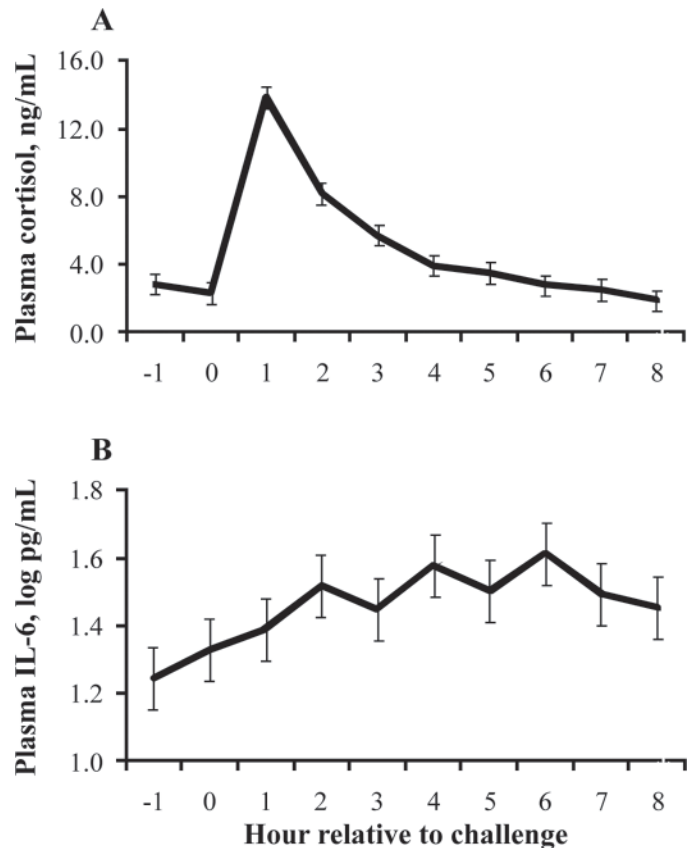 A
Plasma cortisol, ng/mL
16.0
12.0
8.0
4.0
0.0
-1 0 1 2 3 4 5 6 7 8
B
Plasma IL-6, log pg/mL
1.8
1.6
1.4
1.2
1.0
-1 0 1 2 3 4 5 6 7 8
Hour relative to challenge